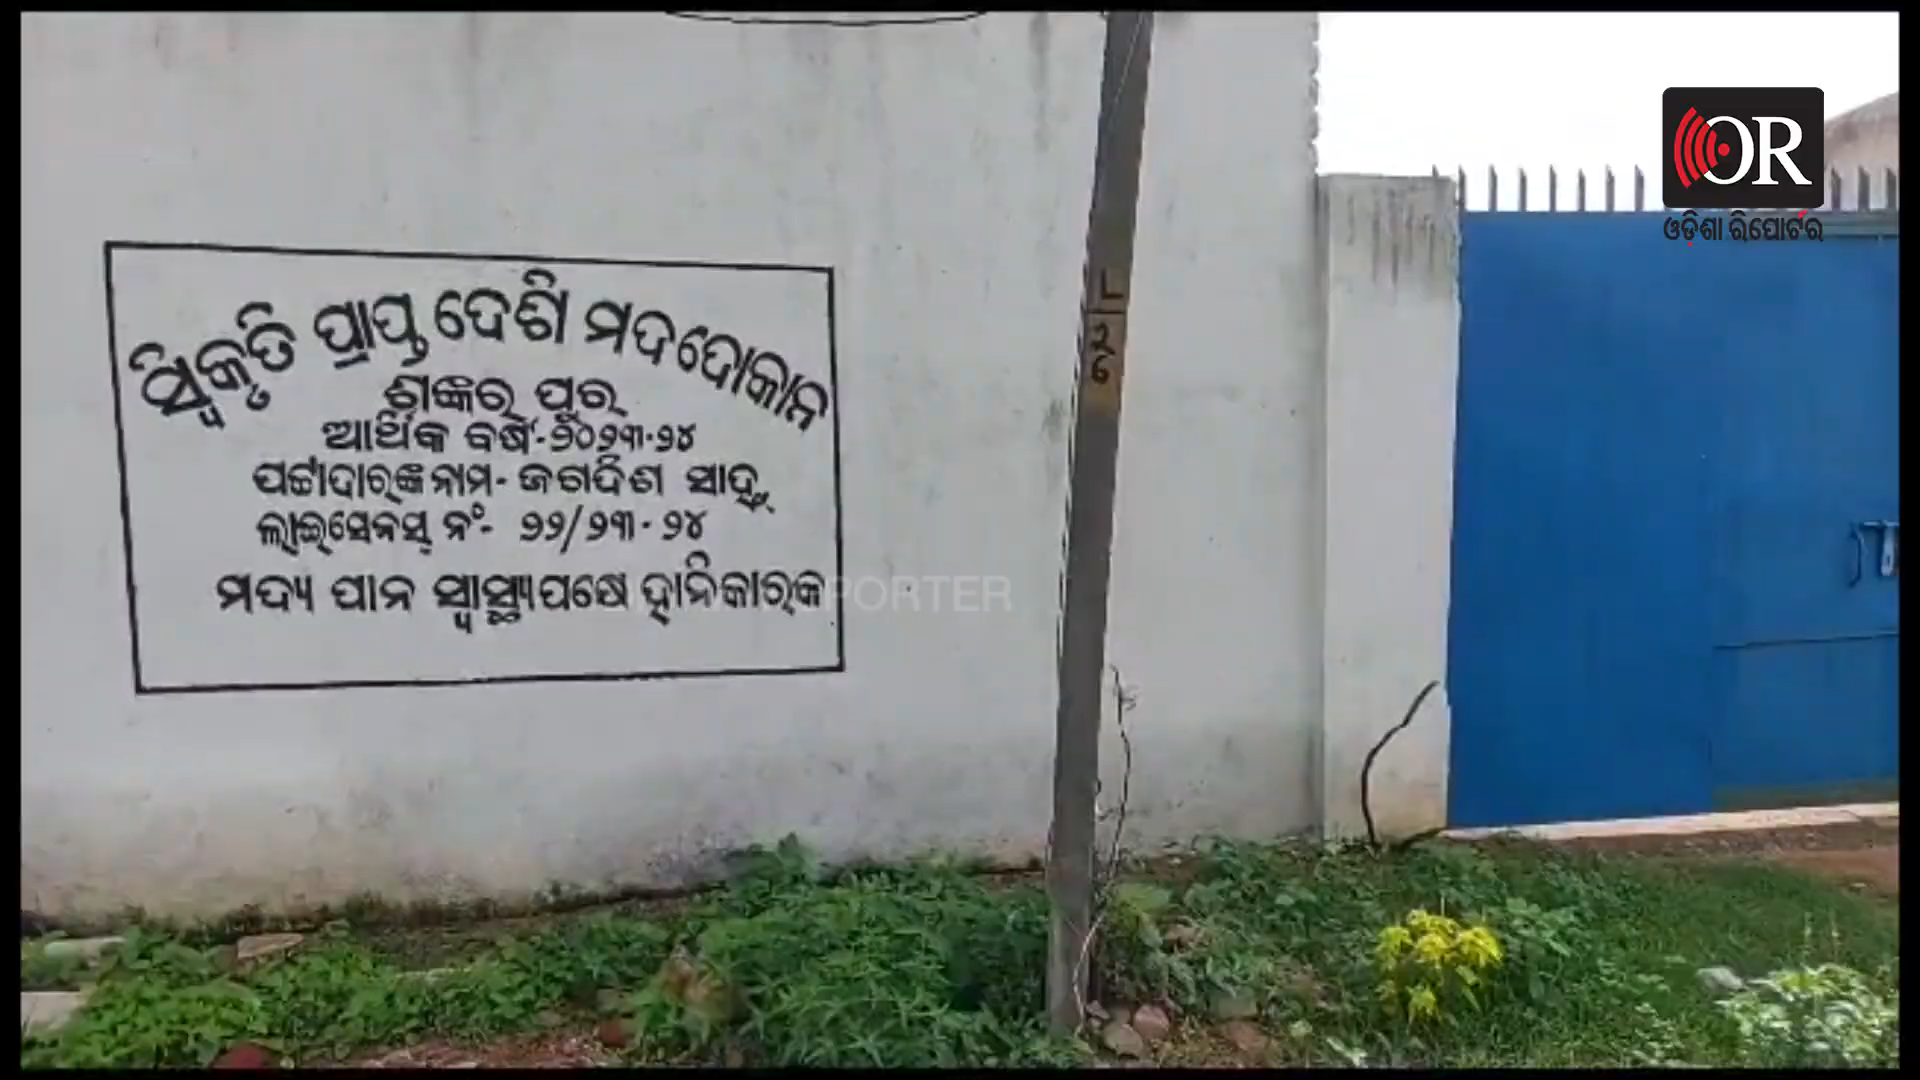 ସ୍ୱିକୃତି ପ୍ରାପ୍ତ ଦେଶି ମଦ ଦୋକାନ
ଶଙ୍କର ପୁର
ଆର୍ଥିକ ବର୍ଷ-୨୦୨୩-୨୪
ପଟ୍ଟାଦାରଙ୍କ ନାମ- ଜଗଦିଶ ସାହୁ
ଲାଇସେନସ୍ ନଂ- ୨୨/୨୩-୨୪
ମଦ୍ୟ ପାନ ସ୍ୱାସ୍ଥ୍ୟପକ୍ଷେ ହାନିକାରକ
OR
ଓଡ଼ିଶା ରିପୋର୍ଟର